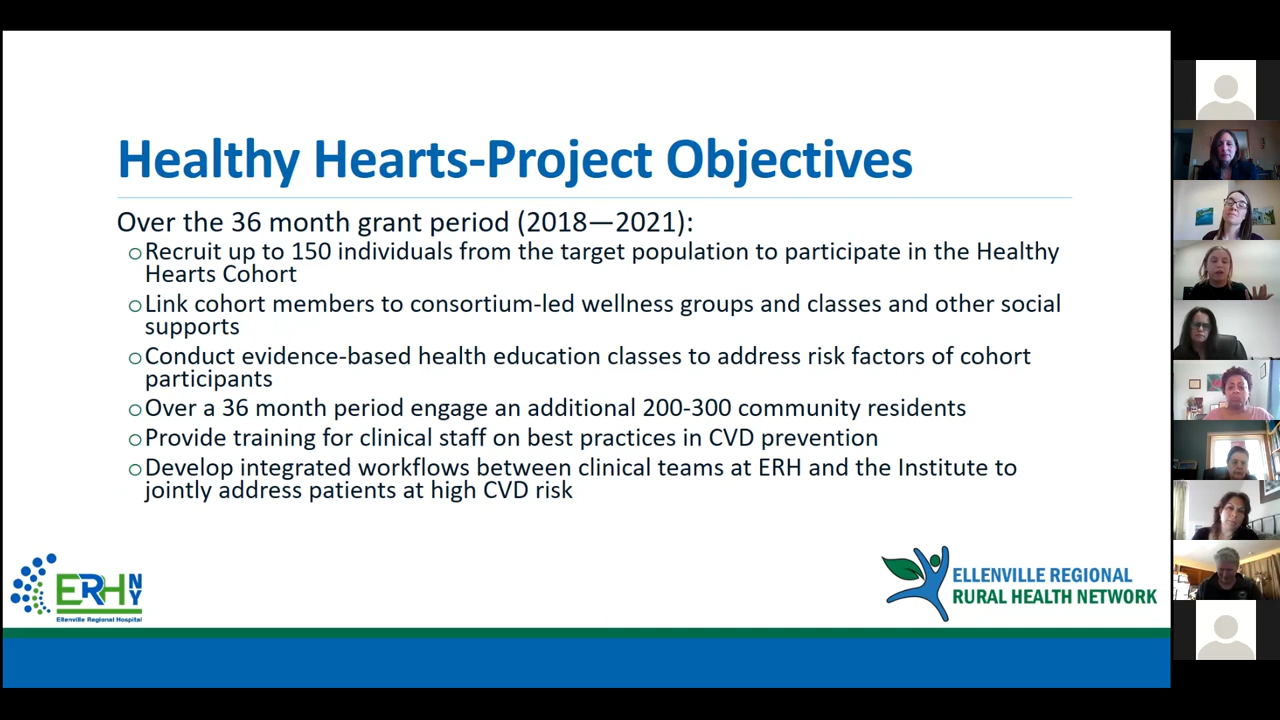 Healthy Hearts-Project Objectives
Over the 36 month grant period (2018—2021):
○Recruit up to 150 individuals from the target population to participate in the Healthy
Hearts Cohort
○Link cohort members to consortium-led wellness groups and classes and other social
supports
○Conduct evidence-based health education classes to address risk factors of cohort
participants
○Over a 36 month period engage an additional 200-300 community residents
○Provide training for clinical staff on best practices in CVD prevention
○Develop integrated workflows between clinical teams at ERH and the Institute to
jointly address patients at high CVD risk
ERHNY
Ellenville Regional Hospital
ELLENVILLE REGIONAL
RURAL HEALTH NETWORK